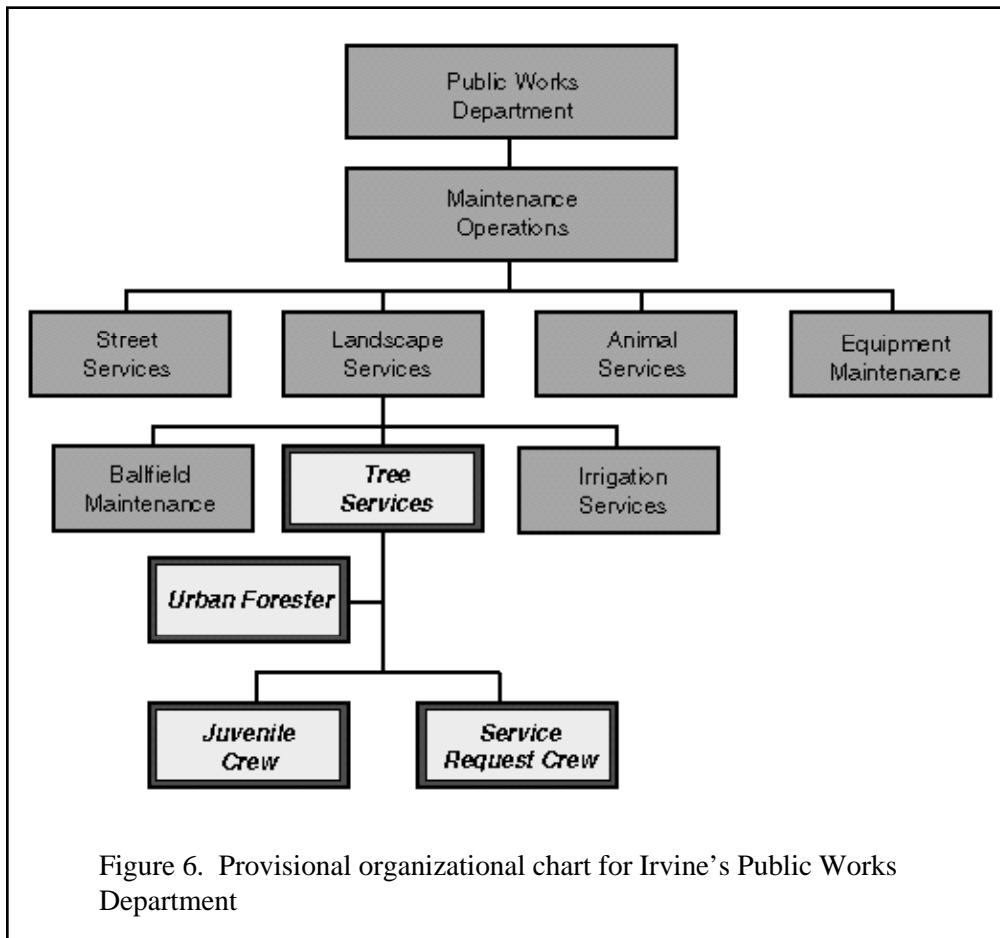 Public Works
Department
Maintenance
Operations
Street
Services
Landscape
Services
Animal
Services
Equipment
Maintenance
Ballfield
Maintenance
Tree
Services
Irrigation
Services
Urban Forester
Juvenile
Crew
Service
Request Crew
Figure 6.  Provisional organizational chart for Irvine’s Public Works
Department